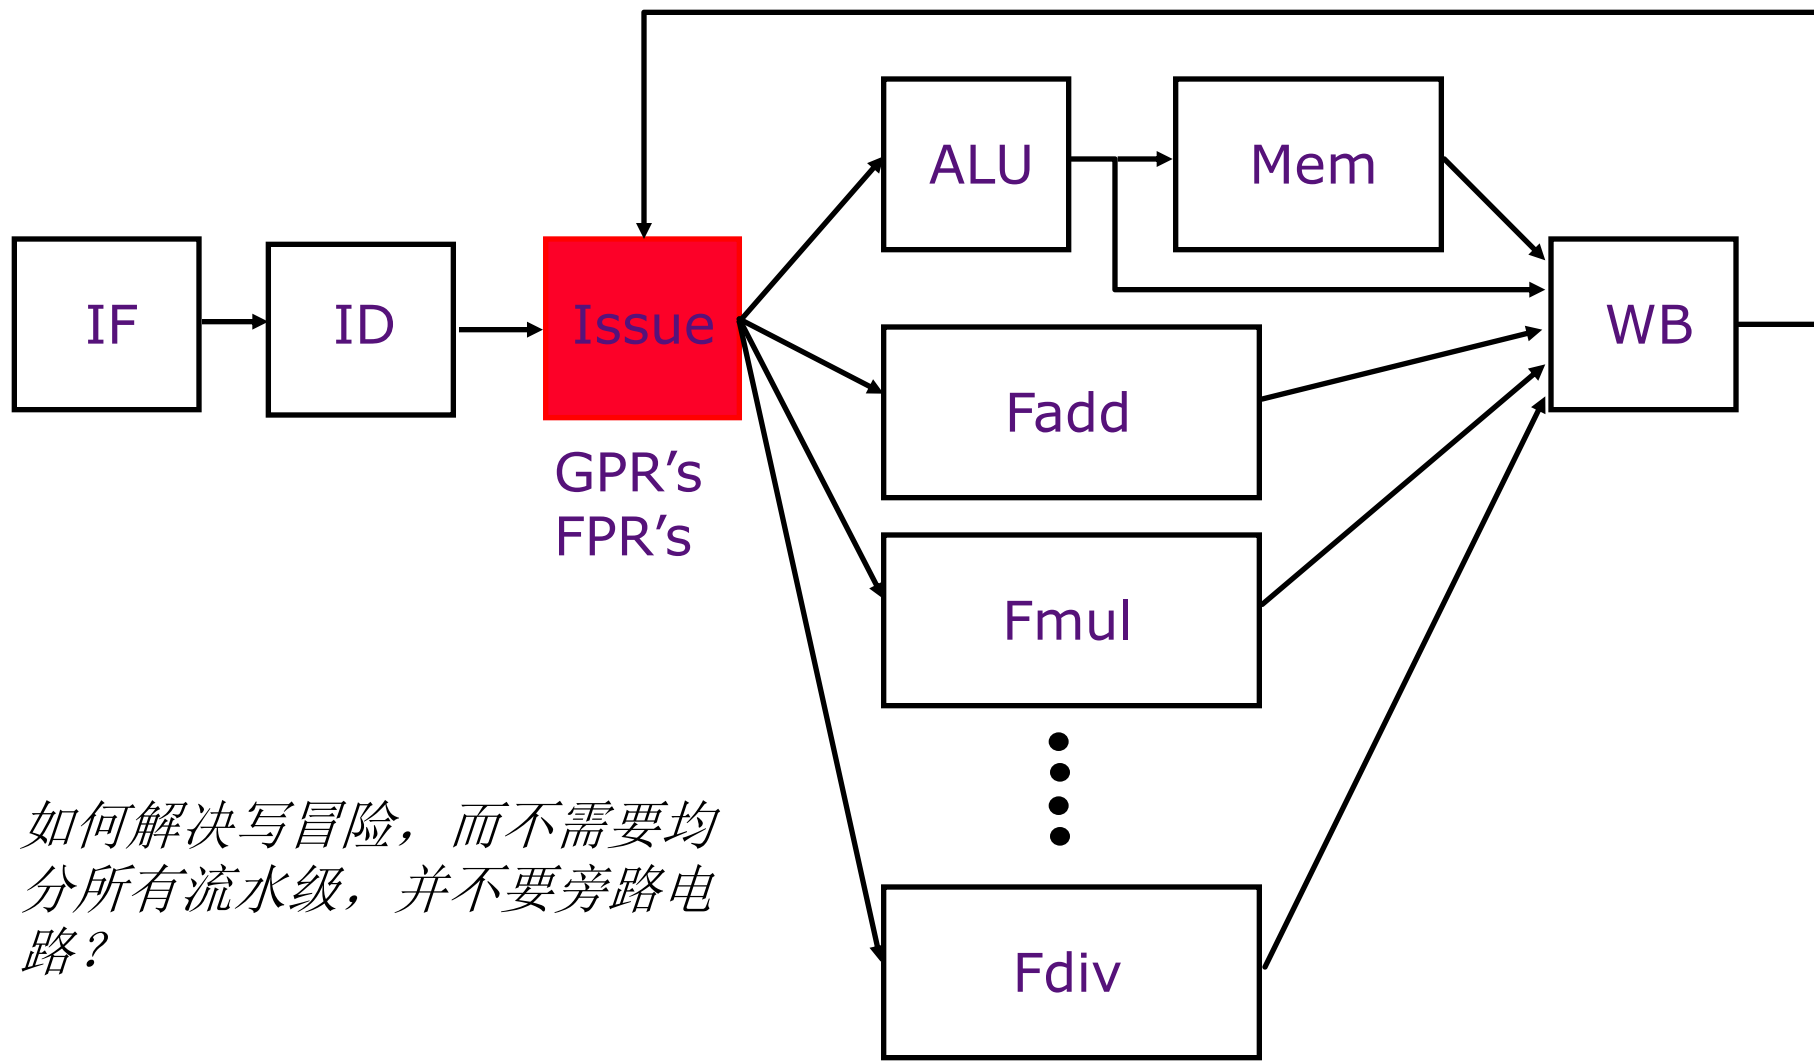 ALU
Mem
IF
ID
Issue
WB
GPR’s
FPR’s
Fadd
Fmul
如何解决写冒险，而不需要均
分所有流水级，并不要旁路电
路？
Fdiv